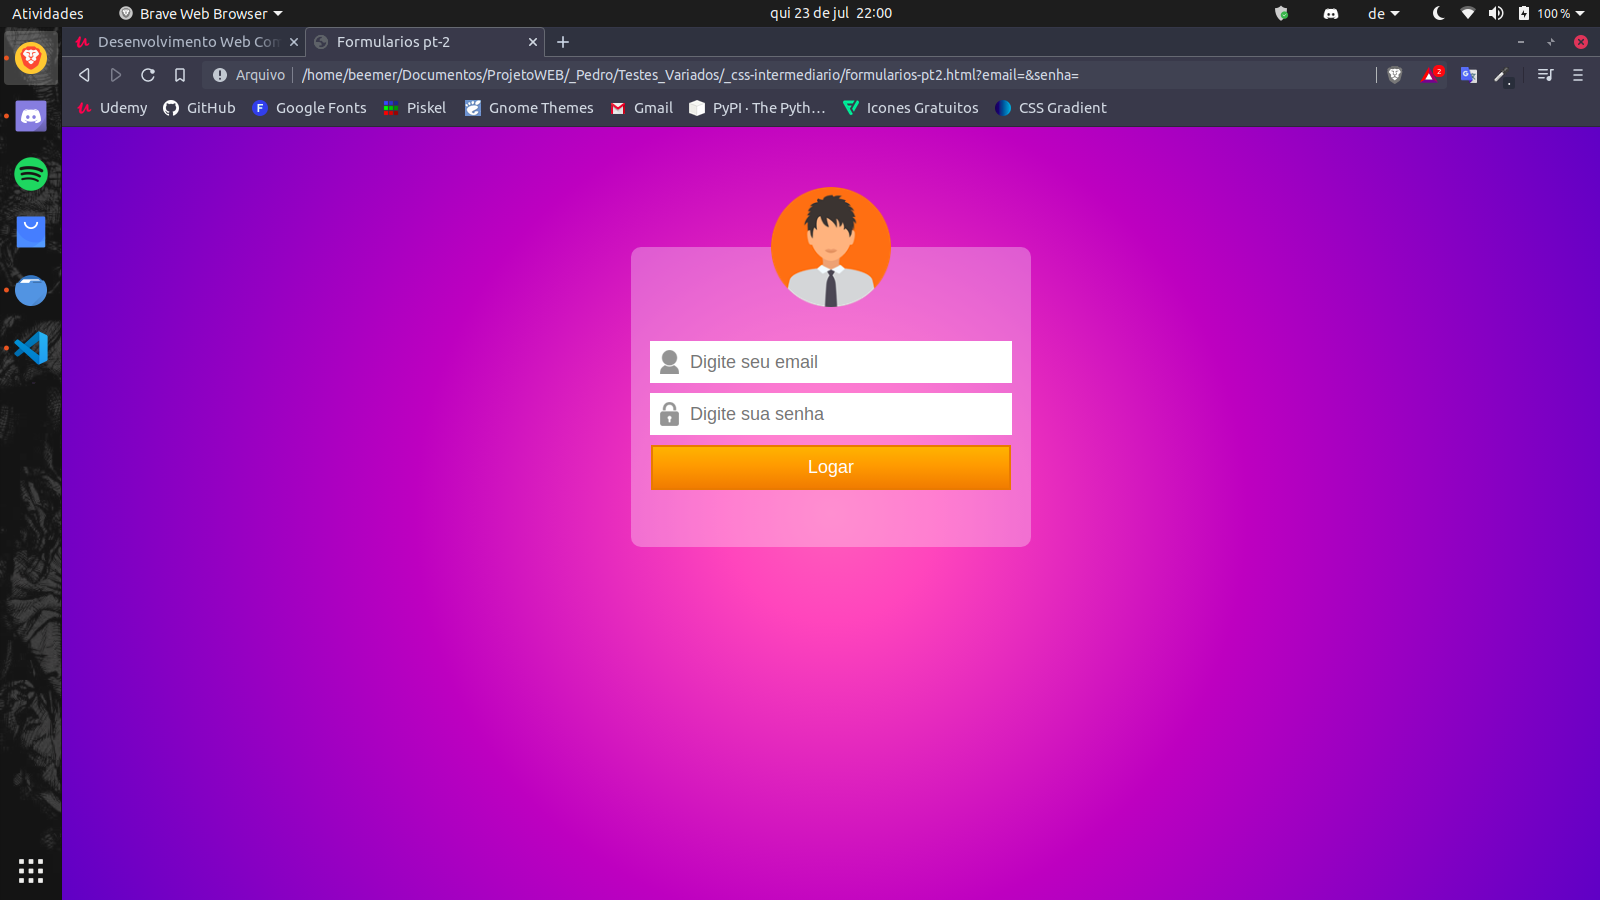 Atividades Brave Web Browser qui 23 de jul 22:00 de 100 %
Desenvolvimento Web Con Formularios pt-2
Arquivo /home/beemer/Documentos/ProjetoWEB/_Pedro/Testes_Variados/_css-intermediario/formularios-pt2.html?email=&senha= 2
Udemy GitHub Google Fonts Piskel Gnome Themes Gmail PyPI · The Pyth… Icones Gratuitos CSS Gradient
Digite seu email
Digite sua senha
Logar